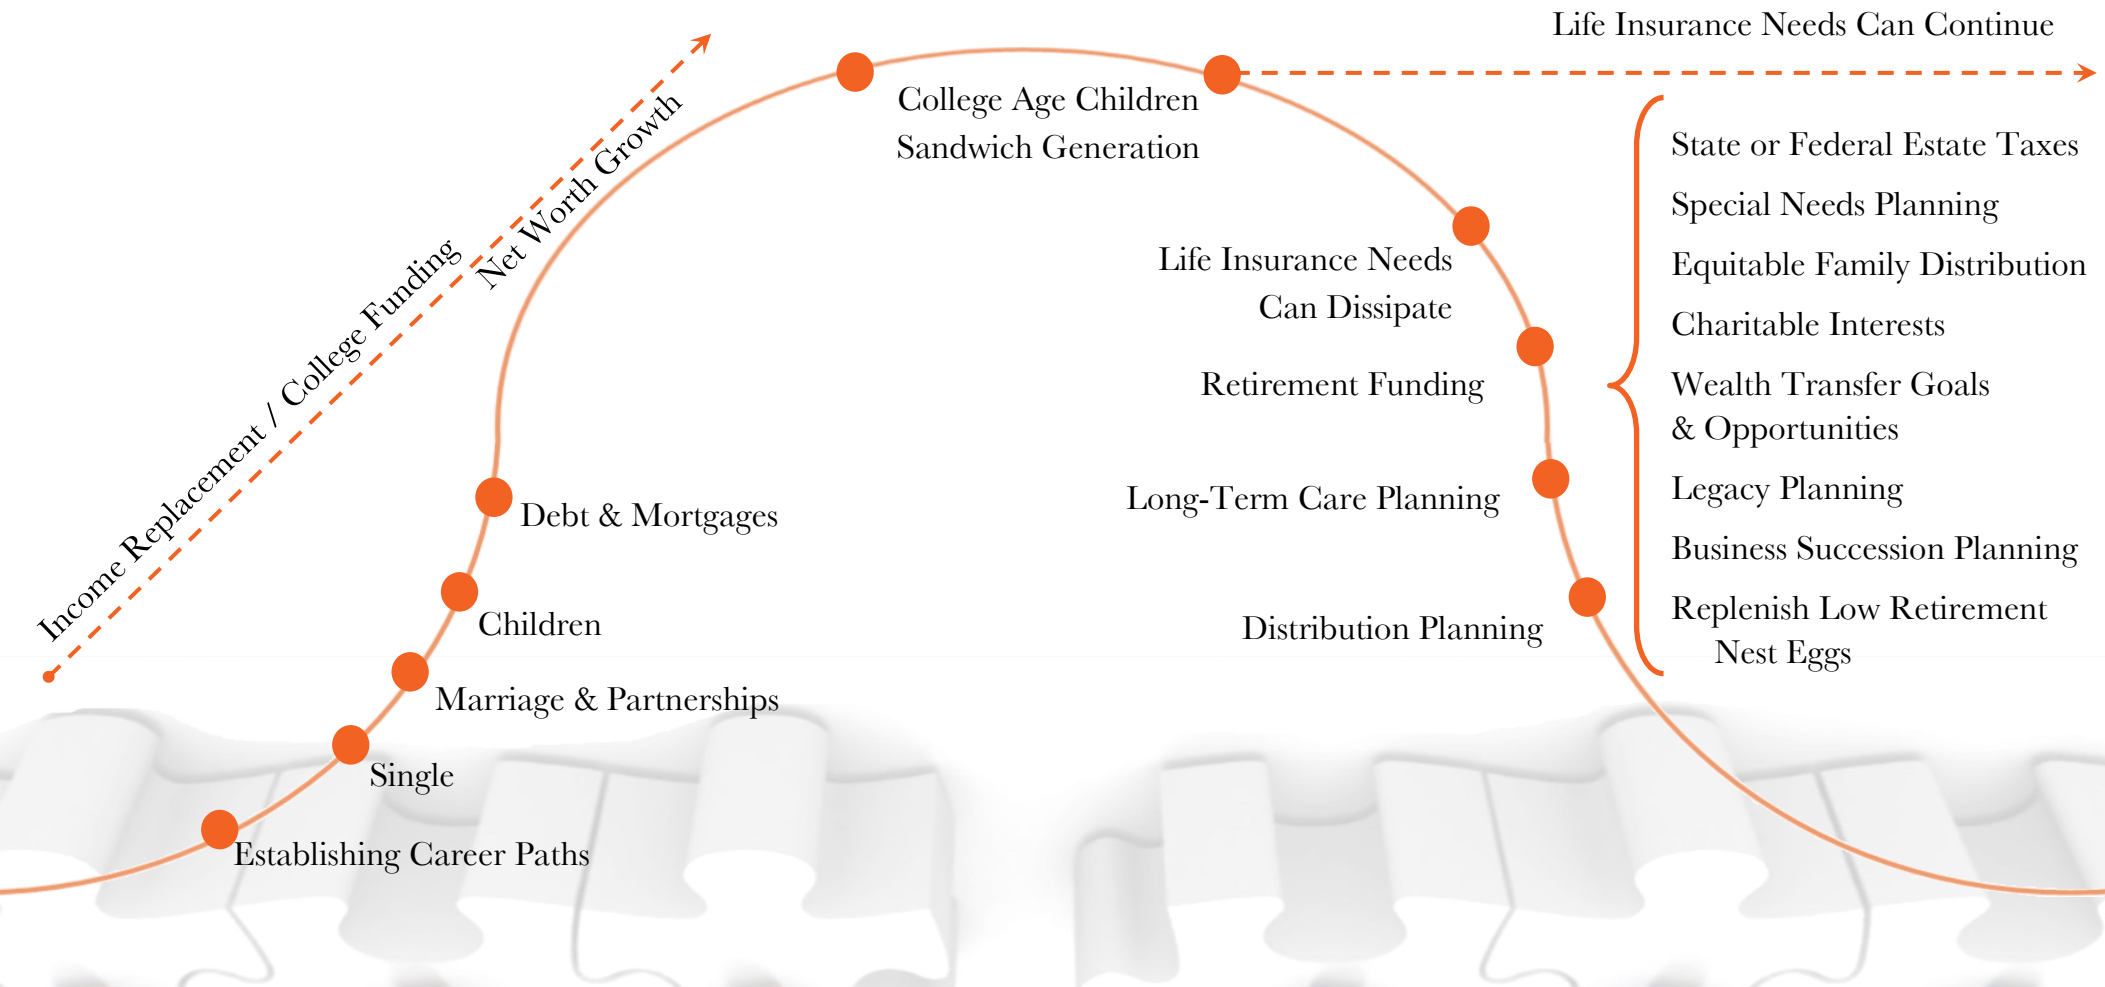 Life Insurance Needs Can Continue
Income Replacement / College Funding
Net Worth Growth
College Age Children
Sandwich Generation
Life Insurance Needs
Can Dissipate
Retirement Funding
Long-Term Care Planning
Distribution Planning
State or Federal Estate Taxes
Special Needs Planning
Equitable Family Distribution
Charitable Interests
Wealth Transfer Goals
& Opportunities
Legacy Planning
Business Succession Planning
Replenish Low Retirement
Nest Eggs
Debt & Mortgages
Children
Marriage & Partnerships
Single
Establishing Career Paths